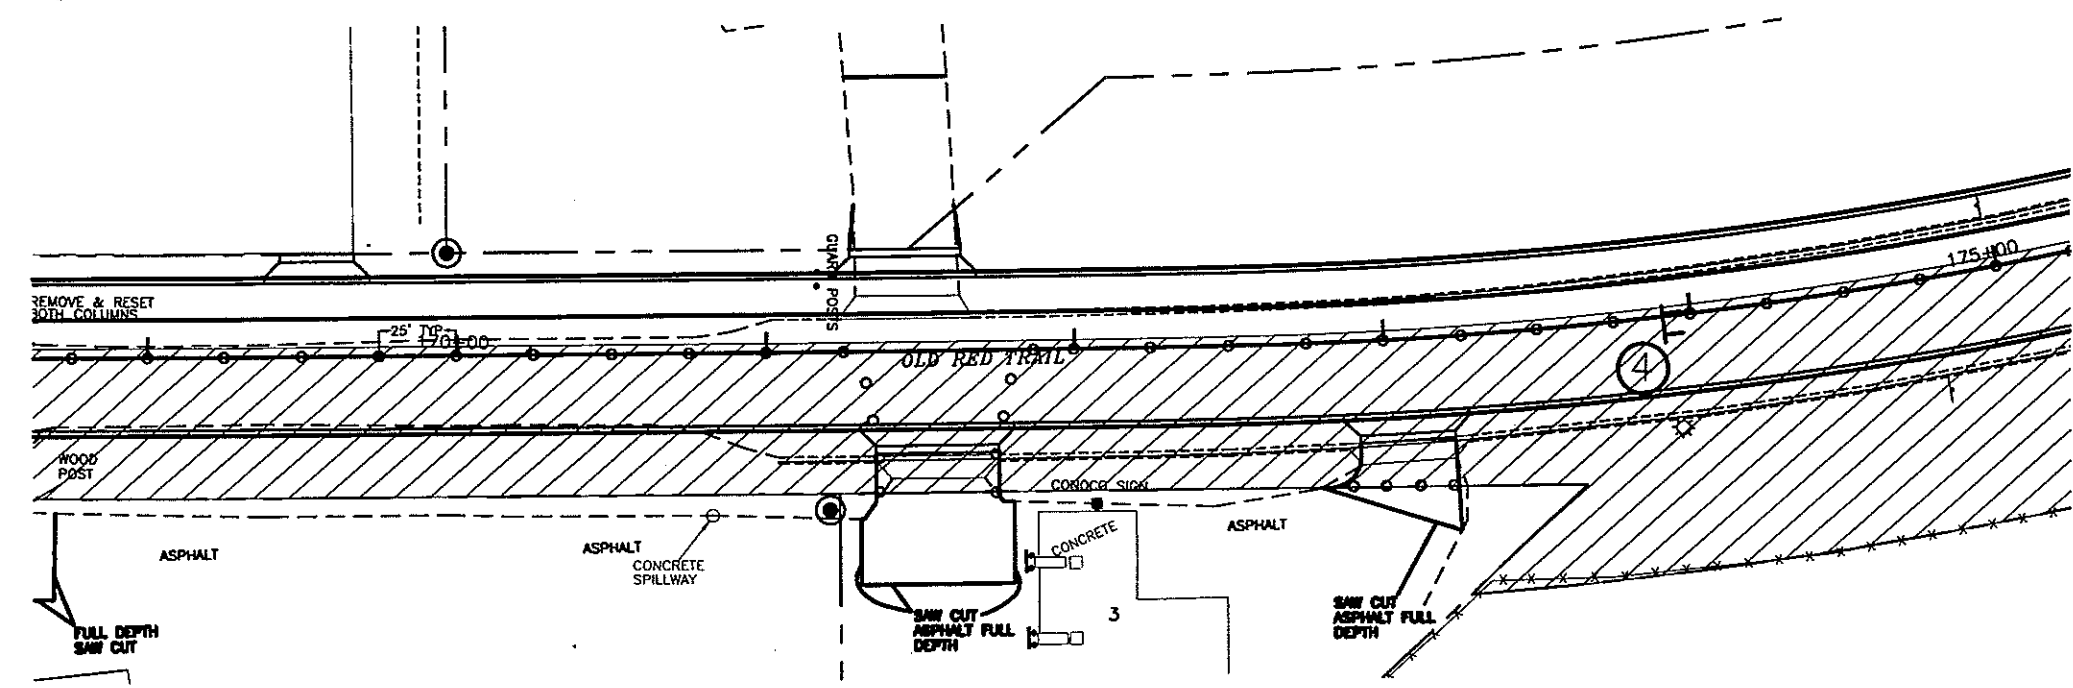 GUARD POSTS
175+00
REMOVE & RESET
BOTH COLUMNS
25' TYP.
170+00
OLD RED TRAIL
4
WOOD
POST
CONOCO SIGN
ASPHALT
ASPHALT
ASPHALT
CONCRETE
CONCRETE
SPILLWAY
FULL DEPTH
SAW CUT
SAW CUT
ASPHALT FULL
DEPTH
3
SAW CUT
ASPHALT FULL
DEPTH